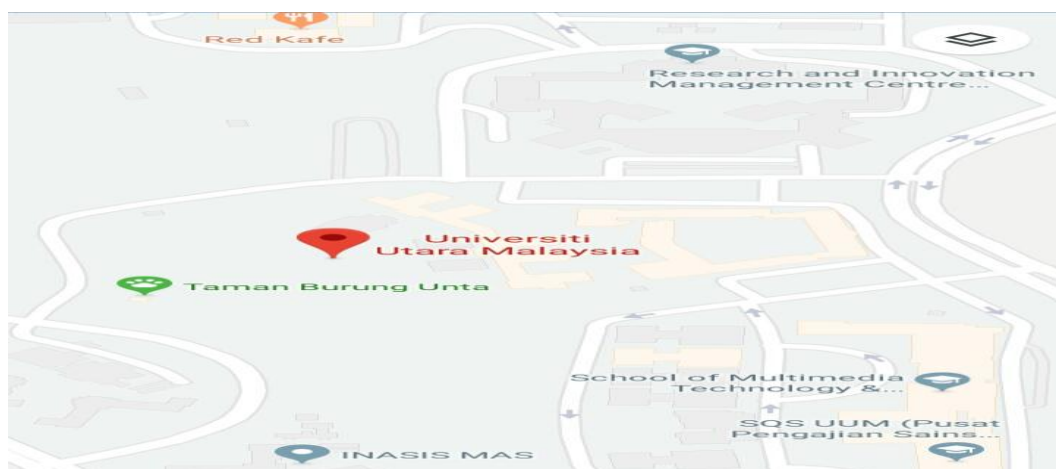 Red Kafe
Research and Innovation
Management Centre...
Universiti
Utara Malaysia
Taman Burung Unta
School of Multimedia
Technology &...
SQS UUM (Pusat
Pengajian Sains...
INASIS MAS